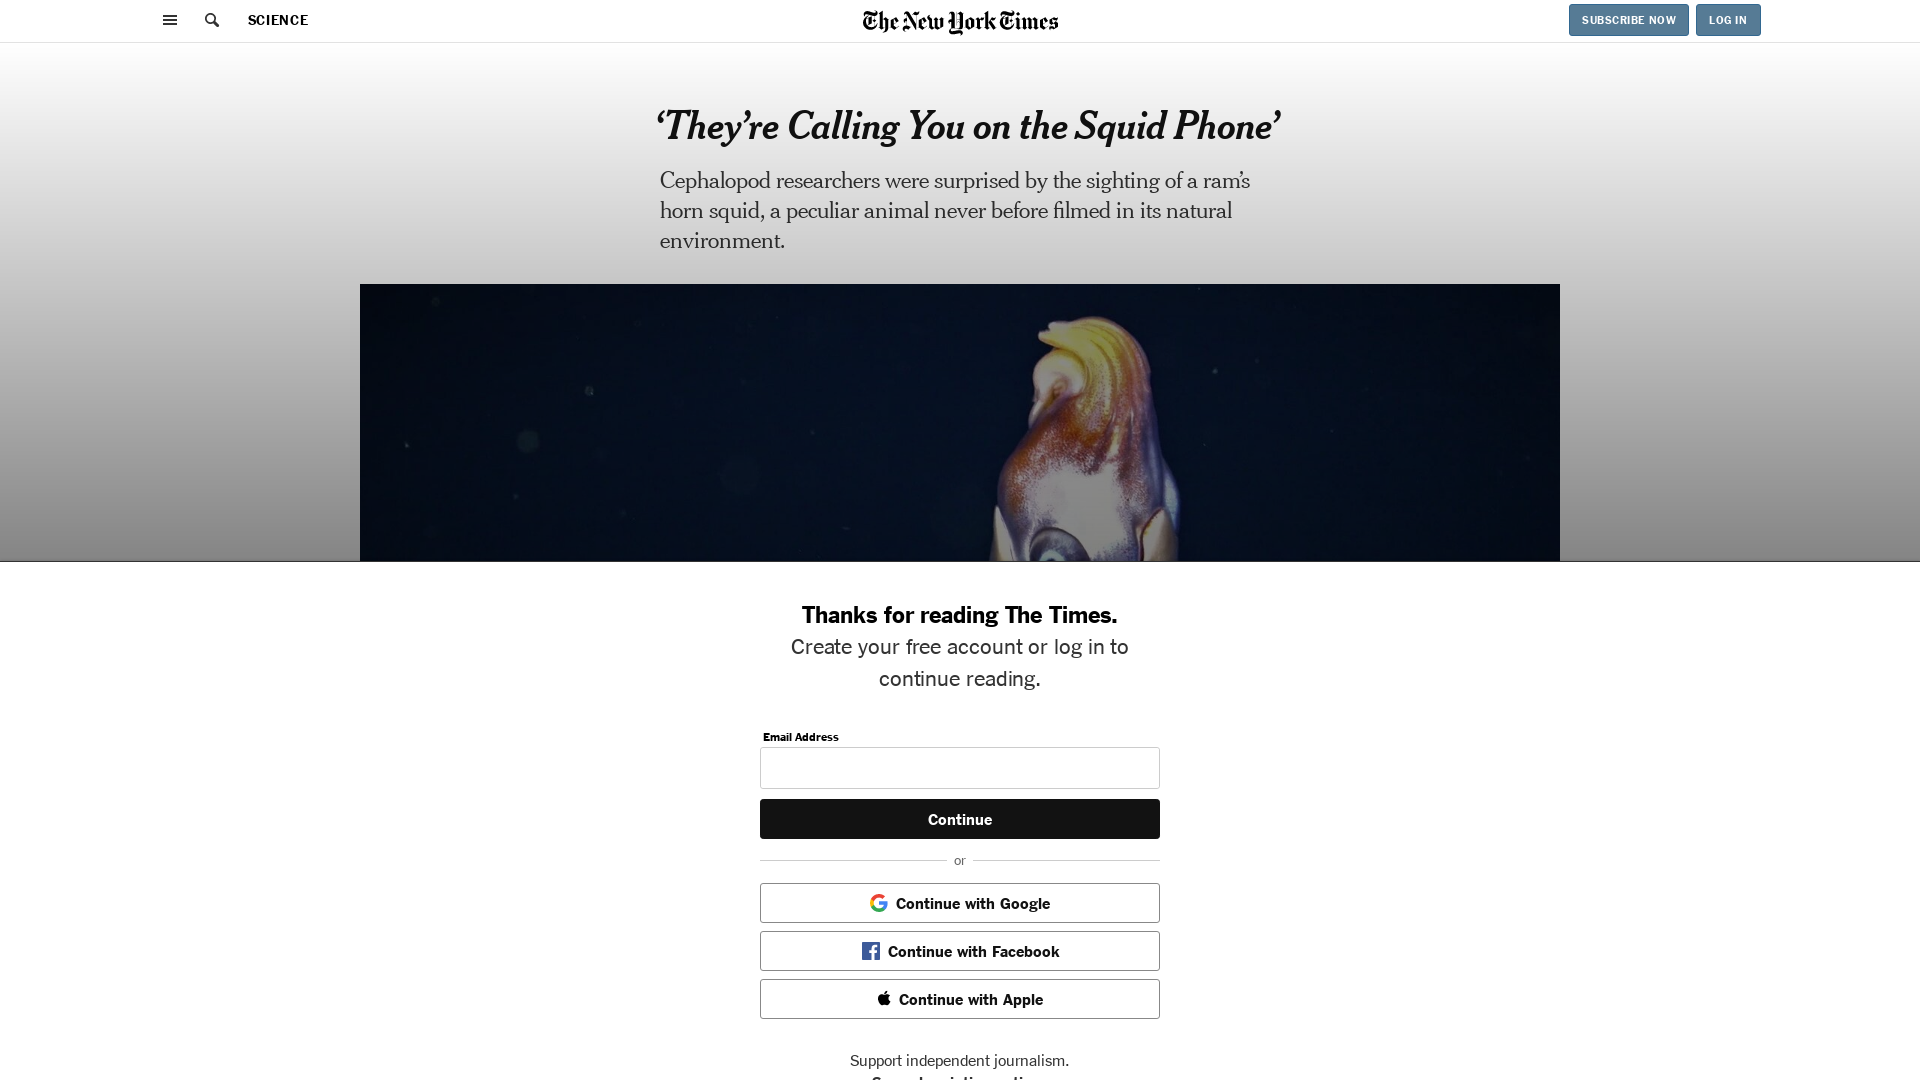 SCIENCE
The New York Times
SUBSCRIBE NOW
LOG IN
‘They’re Calling You on the Squid Phone’
Cephalopod researchers were surprised by the sighting of a ram’s
horn squid, a peculiar animal never before filmed in its natural
environment.
Thanks for reading The Times.
Create your free account or log in to
continue reading.
Email Address
Continue
or
Continue with Google
Continue with Facebook
Continue with Apple
Support independent journalism.